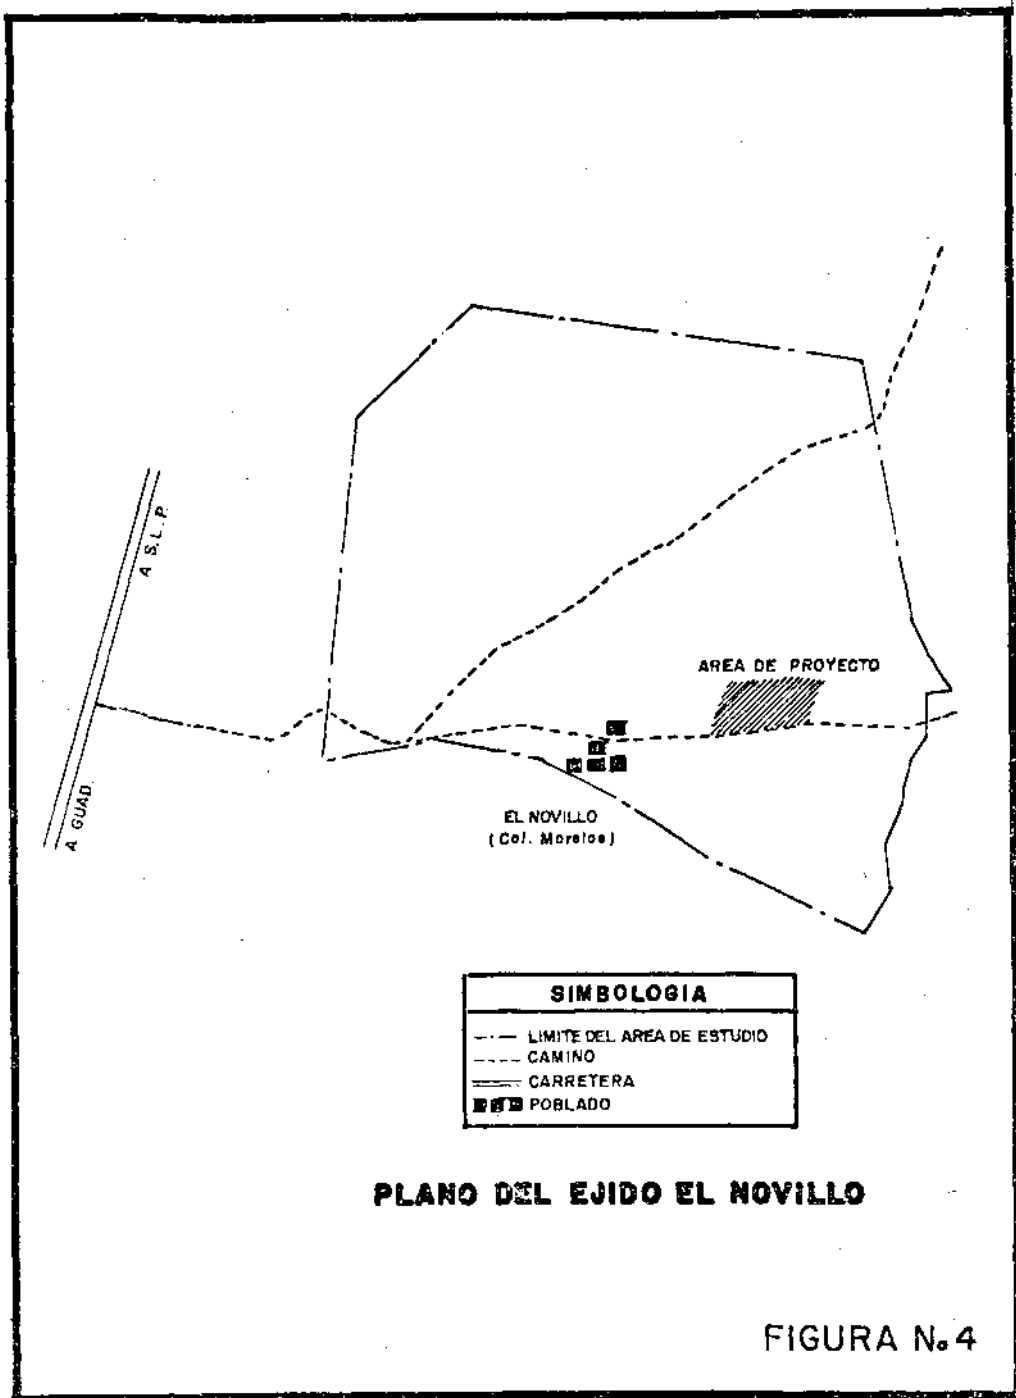 A S.L.P.
AREA DE PROYECTO
A GUAD.
EL NOVILLO
(Col. Morelos)
SIMBOLOGIA
LIMITE DEL AREA DE ESTUDIO
CAMINO
CARRETERA
POBLADO
PLANO DEL EJIDO EL NOVILLO
FIGURA No. 4